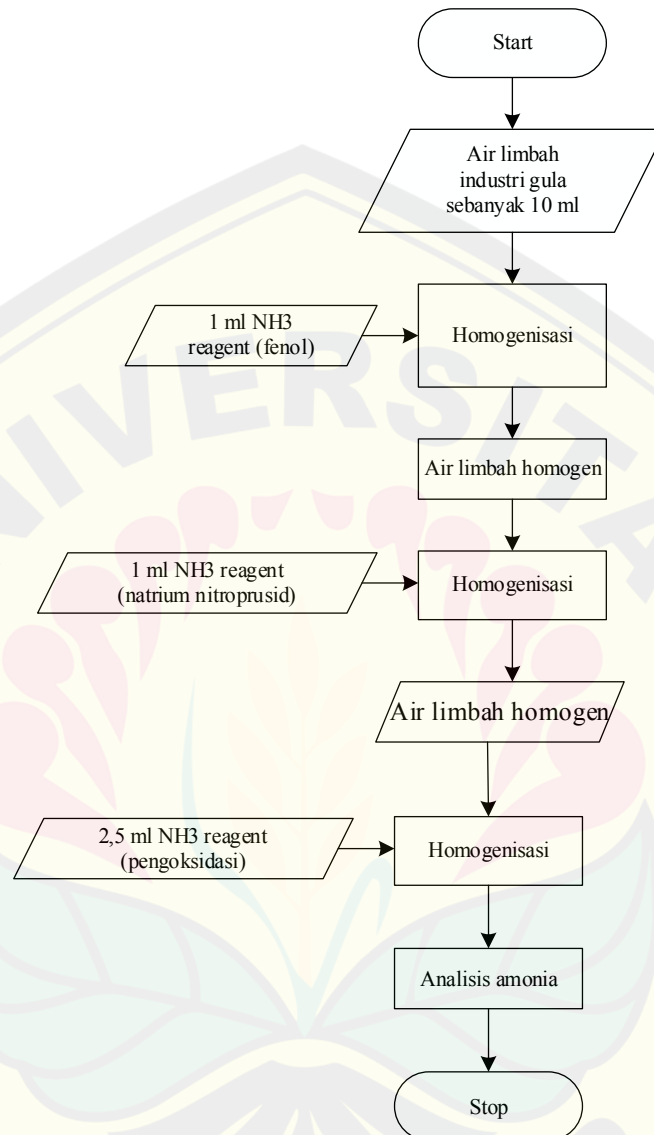 Start
Air limbah
industri gula
sebanyak 10 ml
1 ml NH3
reagent (fenol)
Homogenisasi
Air limbah homogen
1 ml NH3 reagent
(natrium nitroprusid)
Homogenisasi
Air limbah homogen
2,5 ml NH3 reagent
(pengoksidasi)
Homogenisasi
Analisis amonia
Stop
UNIVERSITA